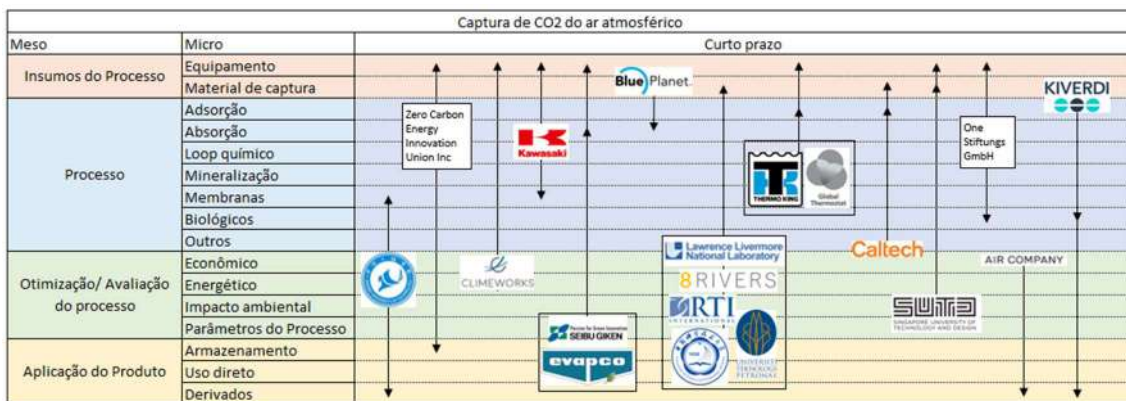 Captura de CO2 do ar atmosférico
Meso
Micro
Curto prazo
Insumos do Processo
Equipamento
Material de captura
Processo
Adsorção
Absorção
Loop químico
Mineralização
Membranas
Biológicos
Outros
Otimização/ Avaliação
do processo
Econômico
Energético
Impacto ambiental
Parâmetros do Processo
Aplicação do Produto
Armazenamento
Uso direto
Derivados
Zero Carbon
Energy
Innovation
Union Inc
CLIMEWORKS
Kawasaki
SEIBU GIKEN
evapco
Blue Planet
Lawrence Livermore
National Laboratory
8 RIVERS
RTI
INTERNATIONAL
UNIVERSITI
TEKNOLOGI
PETRONAS
THERMO KING
Global
Thermostat
Caltech
SUTD
SINGAPORE UNIVERSITY OF
TECHNOLOGY AND DESIGN
One
Stiftungs
GmbH
AIR COMPANY
KIVERDI